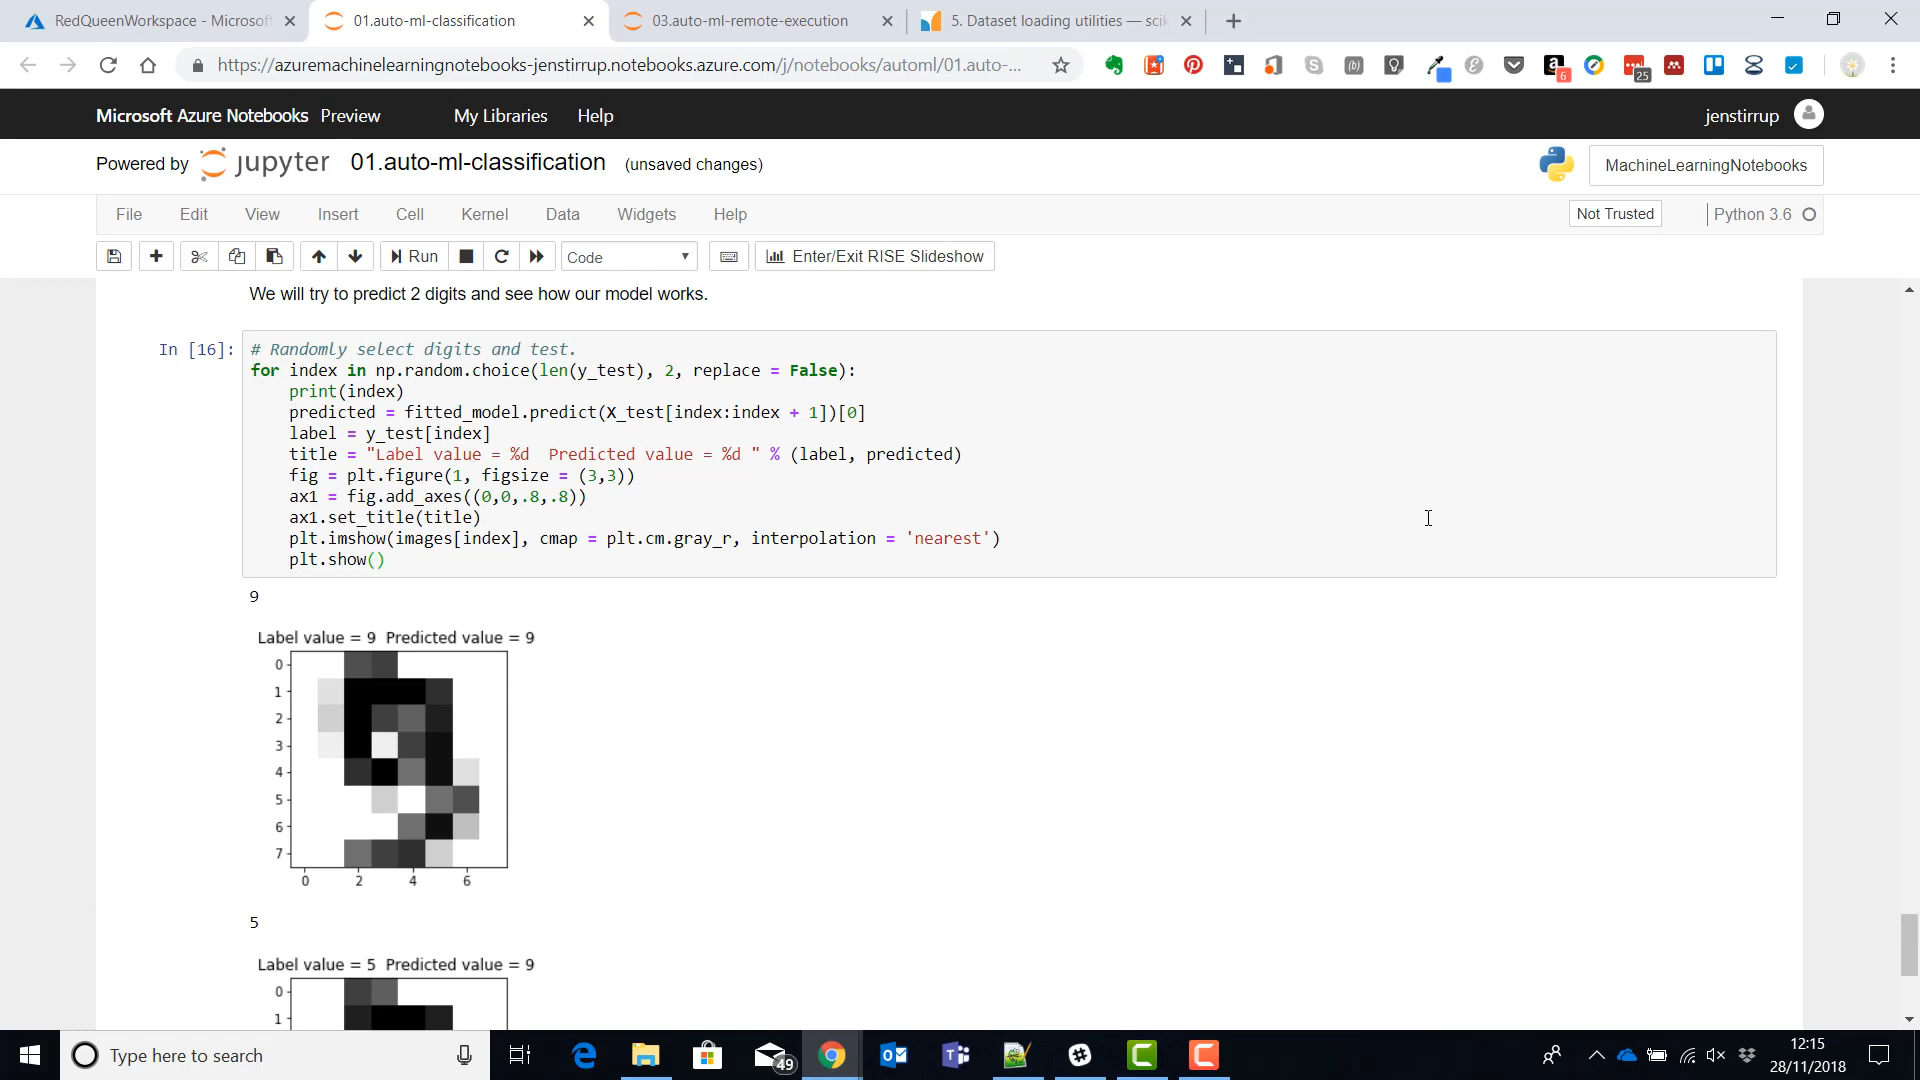 RedQueenWorkspace - Microsof
01.auto-ml-classification
03.auto-ml-remote-execution
5. Dataset loading utilities — scik
https://azuremachinelearningnotebooks-jenstirrup.notebooks.azure.com/j/notebooks/automl/01.auto-...
6
25
Microsoft Azure Notebooks Preview
My Libraries
Help
jenstirrup
Powered by jupyter 01.auto-ml-classification (unsaved changes)
MachineLearningNotebooks
File Edit View Insert Cell Kernel Data Widgets Help
Not Trusted
Python 3.6
Run
Code
Enter/Exit RISE Slideshow
We will try to predict 2 digits and see how our model works.
In [16]:
# Randomly select digits and test.
for index in np.random.choice(len(y_test), 2, replace = False):
    print(index)
    predicted = fitted_model.predict(X_test[index:index + 1])[0]
    label = y_test[index]
    title = "Label value = %d  Predicted value = %d " % (label, predicted)
    fig = plt.figure(1, figsize = (3,3))
    ax1 = fig.add_axes((0,0,.8,.8))
    ax1.set_title(title)
    plt.imshow(images[index], cmap = plt.cm.gray_r, interpolation = 'nearest')
    plt.show()
9
Label value = 9  Predicted value = 9
0
1
2
3
4
5
6
7
0 2 4 6
5
Label value = 5  Predicted value = 9
0
1
Type here to search
49
12:15
28/11/2018